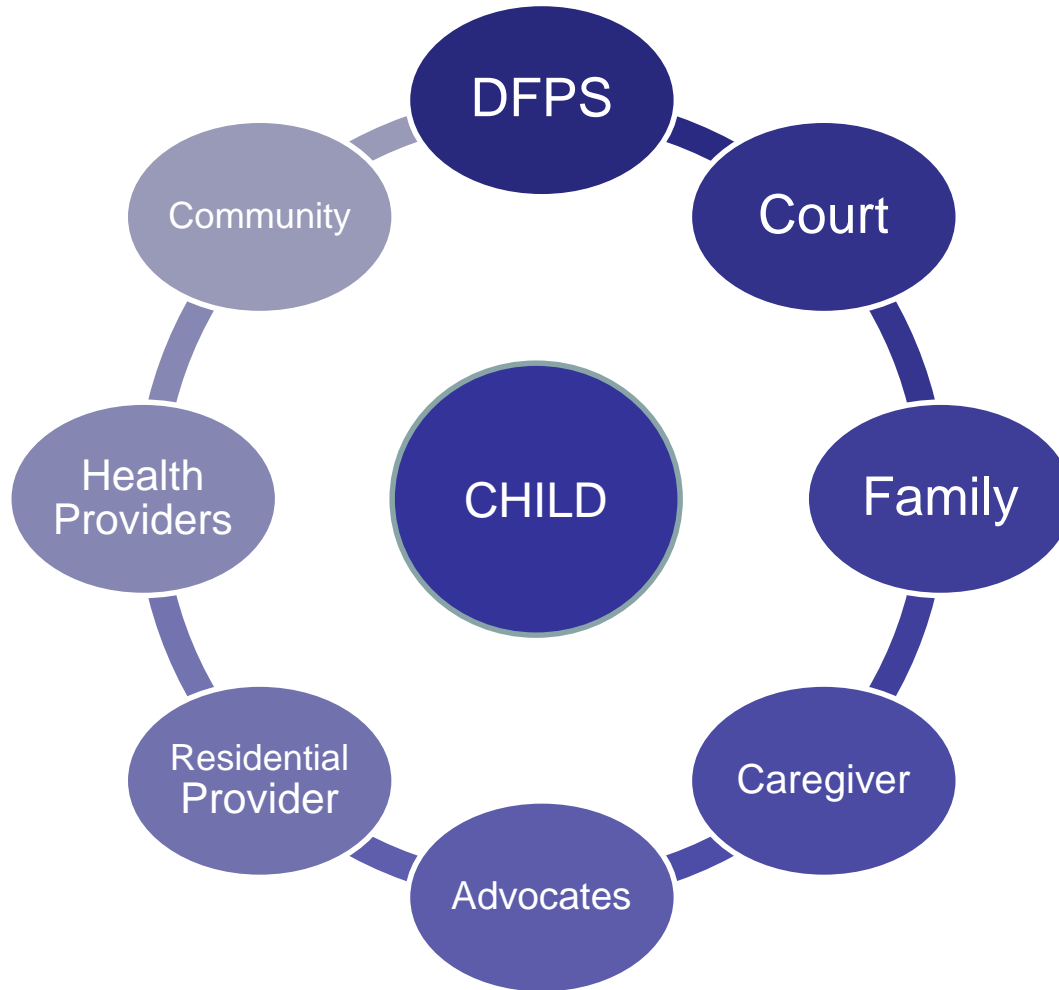 DFPS
Court
Family
Caregiver
Advocates
Residential
Provider
Health
Providers
Community
CHILD